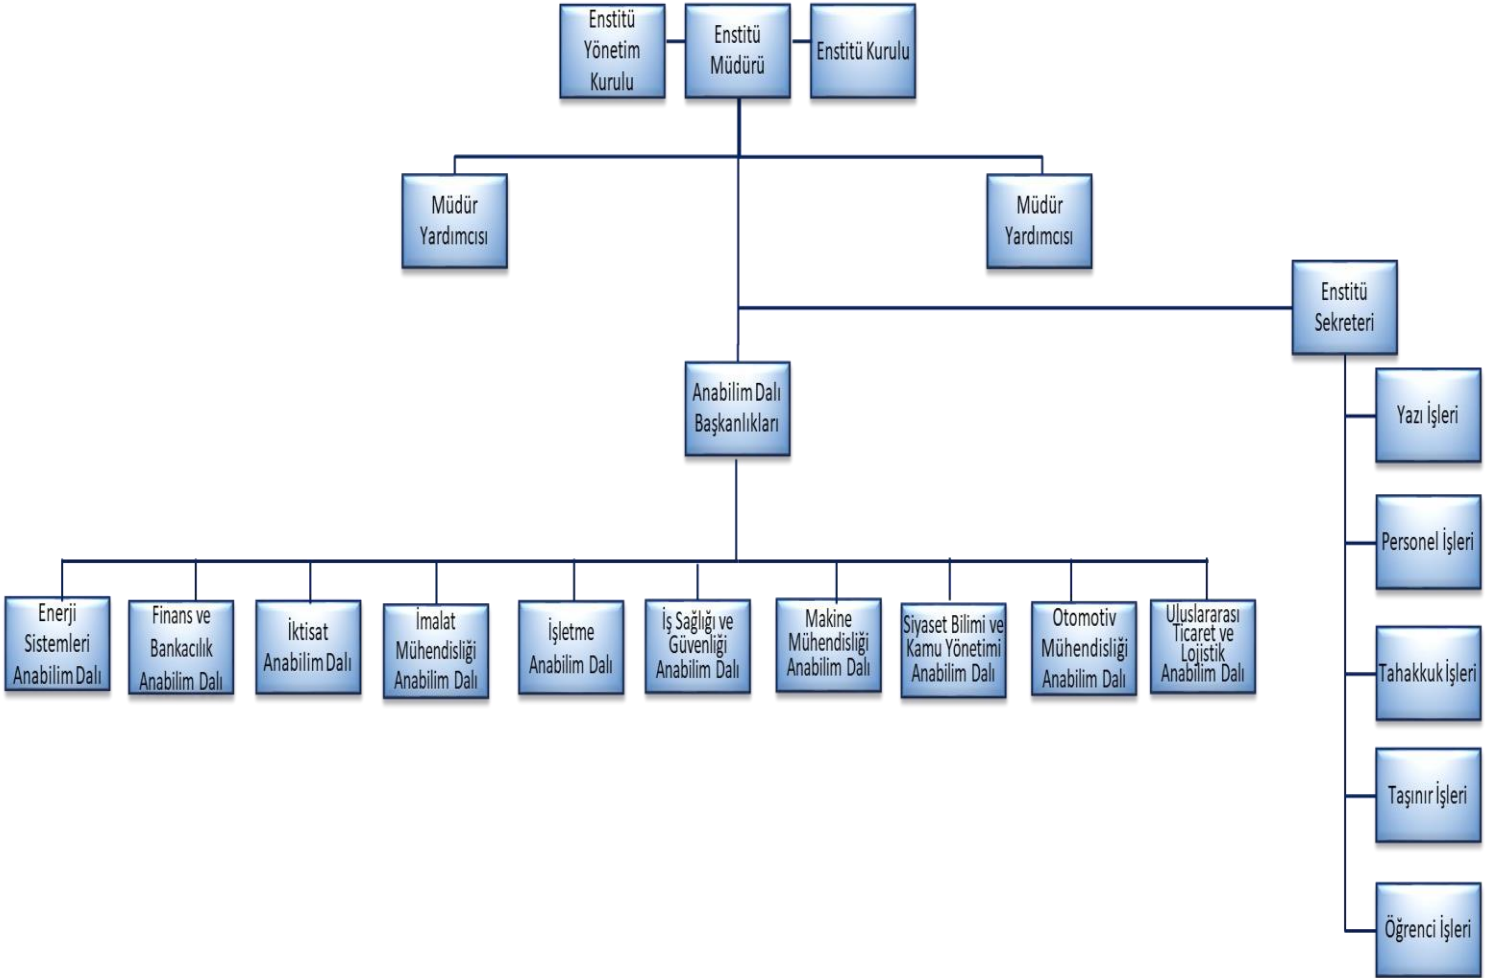 Enstitü
Yönetim
Kurulu
Enstitü
Müdürü
Enstitü Kurulu
Müdür
Yardımcısı
Müdür
Yardımcısı
Enstitü
Sekreteri
Anabilim Dalı
Başkanlıkları
Yazı İşleri
Personel İşleri
Tahakkuk İşleri
Taşınır İşleri
Öğrenci İşleri
Enerji
Sistemleri
Anabilim Dalı
Finans ve
Bankacılık
Anabilim Dalı
İktisat
Anabilim Dalı
İmalat
Mühendisliği
Anabilim Dalı
İşletme
Anabilim Dalı
İş Sağlığı ve
Güvenliği
Anabilim Dalı
Makine
Mühendisliği
Anabilim Dalı
Siyaset Bilimi ve
Kamu Yönetimi
Anabilim Dalı
Otomotiv
Mühendisliği
Anabilim Dalı
Uluslararası
Ticaret ve
Lojistik
Anabilim Dalı